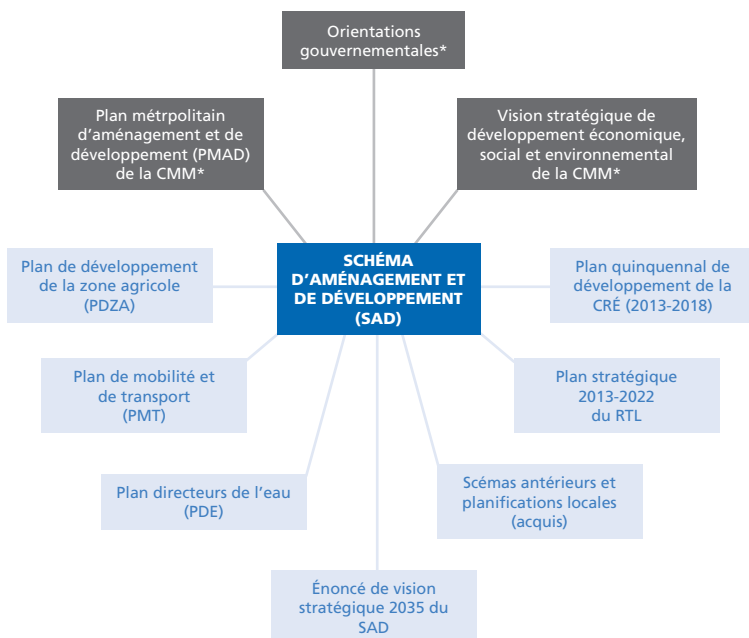 Orientations
gouvernementales*
Plan métrpolitain
d'aménagement et de
développement (PMAD)
de la CMM*
Vision stratégique de
développement économique,
social et environnemental
de la CMM*
SCHÉMA
D'AMÉNAGEMENT ET
DE DÉVELOPPEMENT
(SAD)
Plan de développement
de la zone agricole
(PDZA)
Plan quinquennal de
développement de la
CRÉ (2013-2018)
Plan de mobilité et
de transport
(PMT)
Plan stratégique
2013-2022
du RTL
Plan directeurs de l'eau
(PDE)
Scémas antérieurs et
planifications locales
(acquis)
Énoncé de vision
stratégique 2035 du
SAD